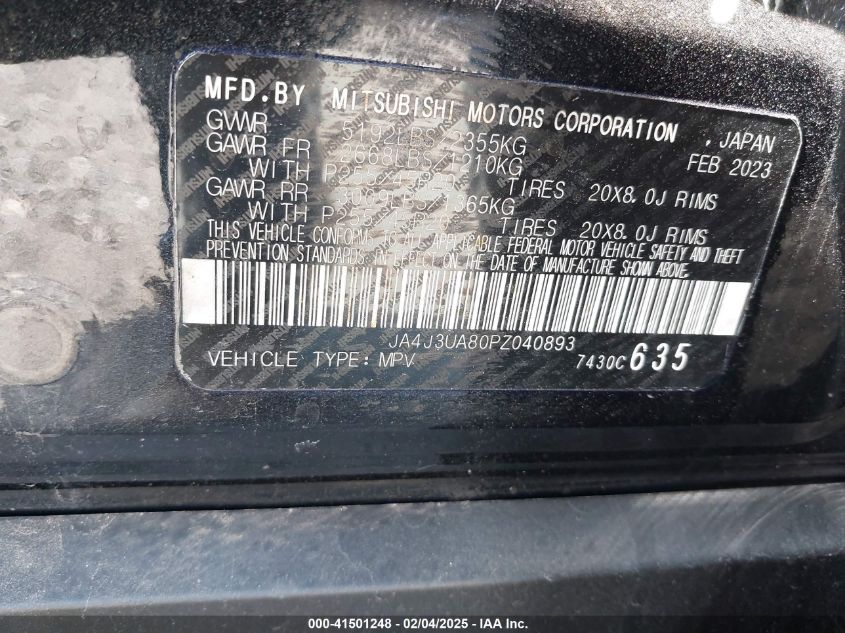 MFD.BY MITSUBISHI MOTORS CORPORATION , JAPAN
GVWR 5192LBS/2355KG FEB 2023
GAWR FR 2668LBS/1210KG
WITH TIRES 20X8.0J RIMS
GAWR RR 3009LBS/1365KG
WITH TIRES 20X8.0J RIMS
THIS VEHICLE CONFORMS TO ALL APPLICABLE FEDERAL MOTOR VEHICLE SAFETY AND THEFT
PREVENTION STANDARDS IN EFFECT ON THE DATE OF MANUFACTURE SHOWN ABOVE.
JA4J3UA80PZ040893
VEHICLE TYPE: MPV 7430C 635
000-41501248 - 02/04/2025 - IAA Inc.